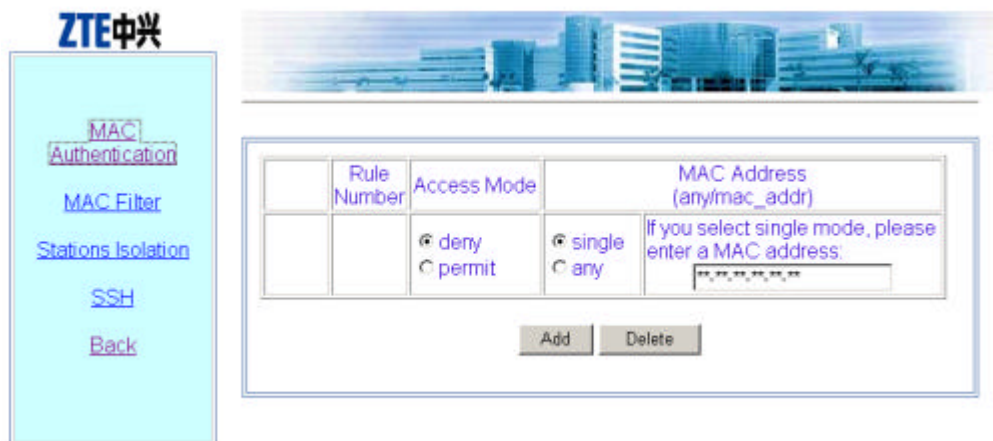 ZTE中兴
MAC
Authentication
MAC Filter
Stations Isolation
SSH
Back
Rule
Number
Access Mode
MAC Address
(any/mac_addr)
deny
permit
single
any
If you select single mode, please
enter a MAC address:
**-**-**-**-**-**
Add
Delete